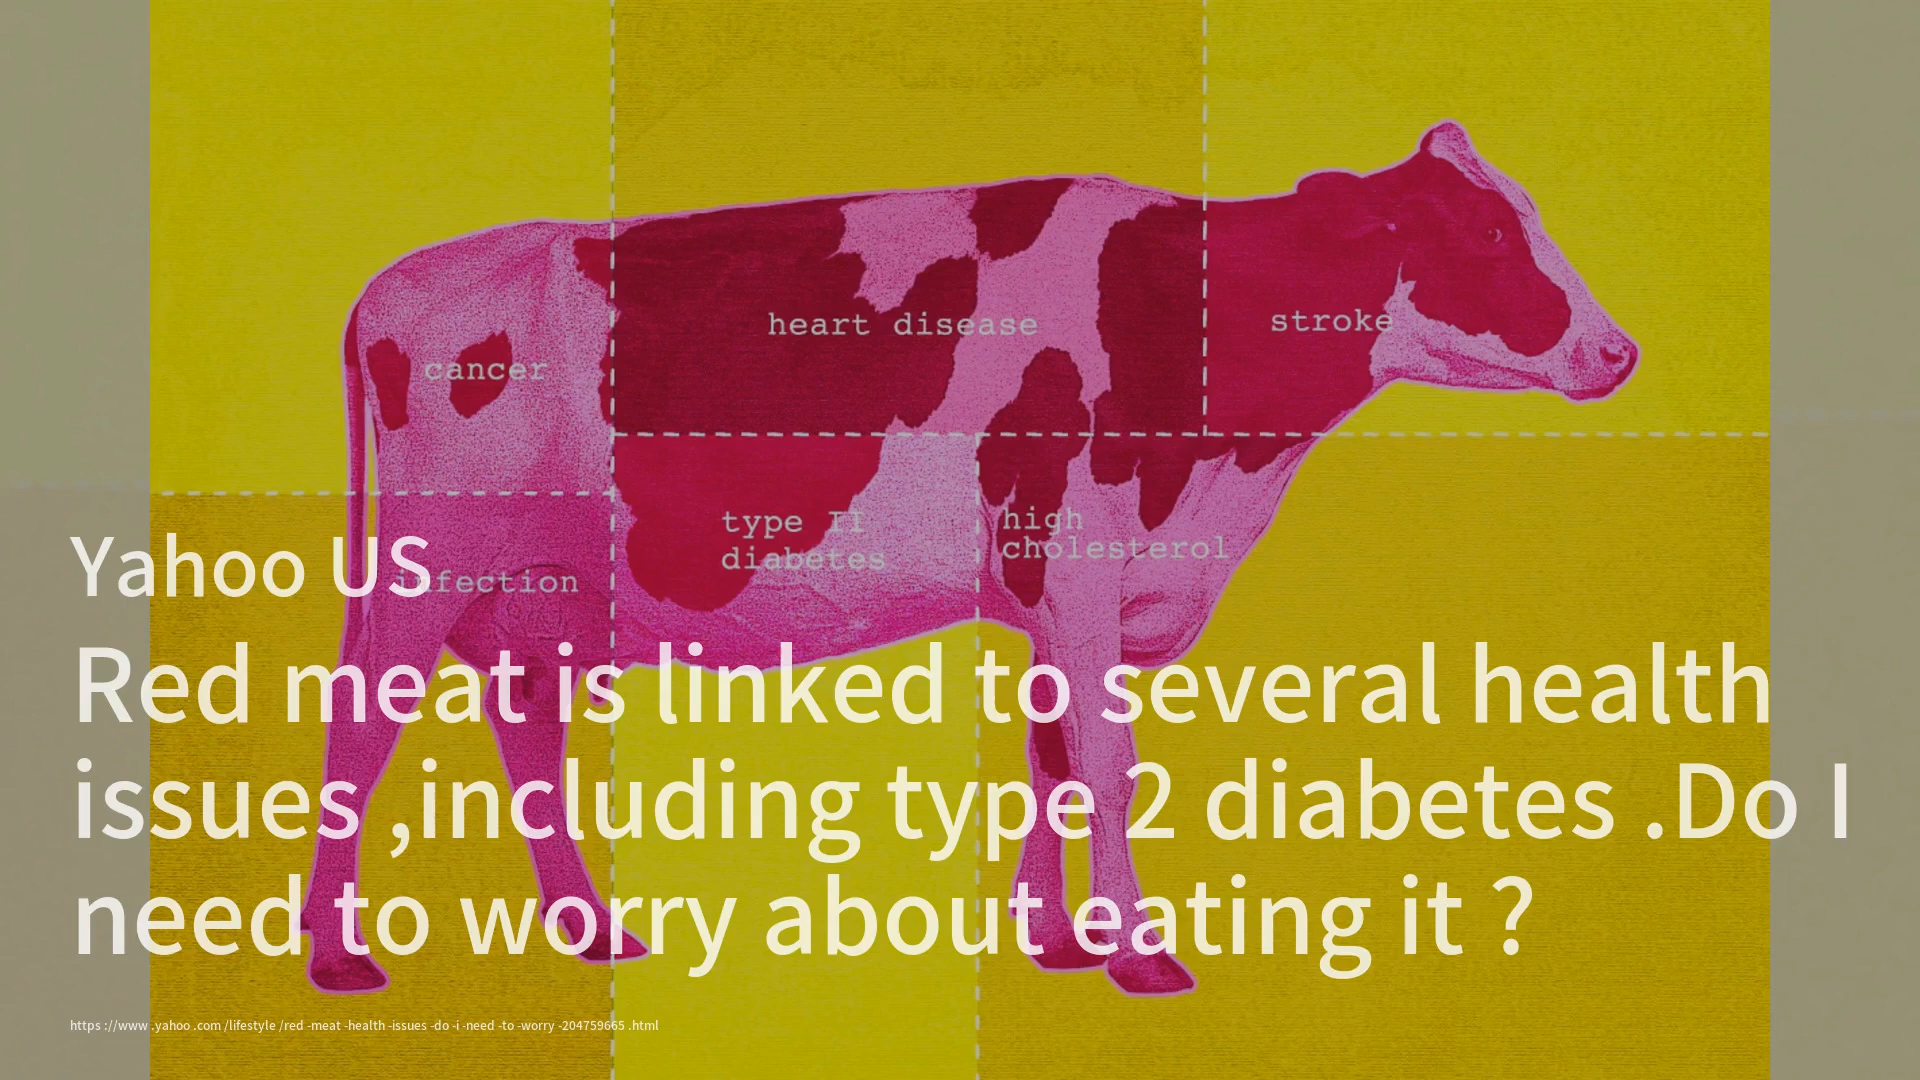 heart disease
stroke
cancer
type II
diabetes
high
cholesterol
infection
Yahoo US
Red meat is linked to several health
issues ,including type 2 diabetes .Do I
need to worry about eating it ?
https ://www .yahoo .com /lifestyle /red -meat -health -issues -do -i -need -to -worry -204759665 .html